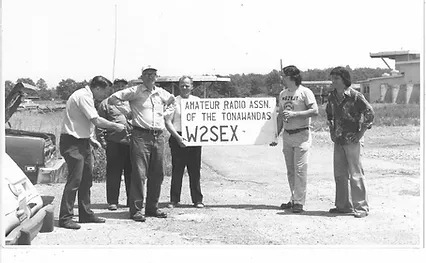 AMATEUR RADIO ASSN.
OF THE TONAWANDAS
W2SEX